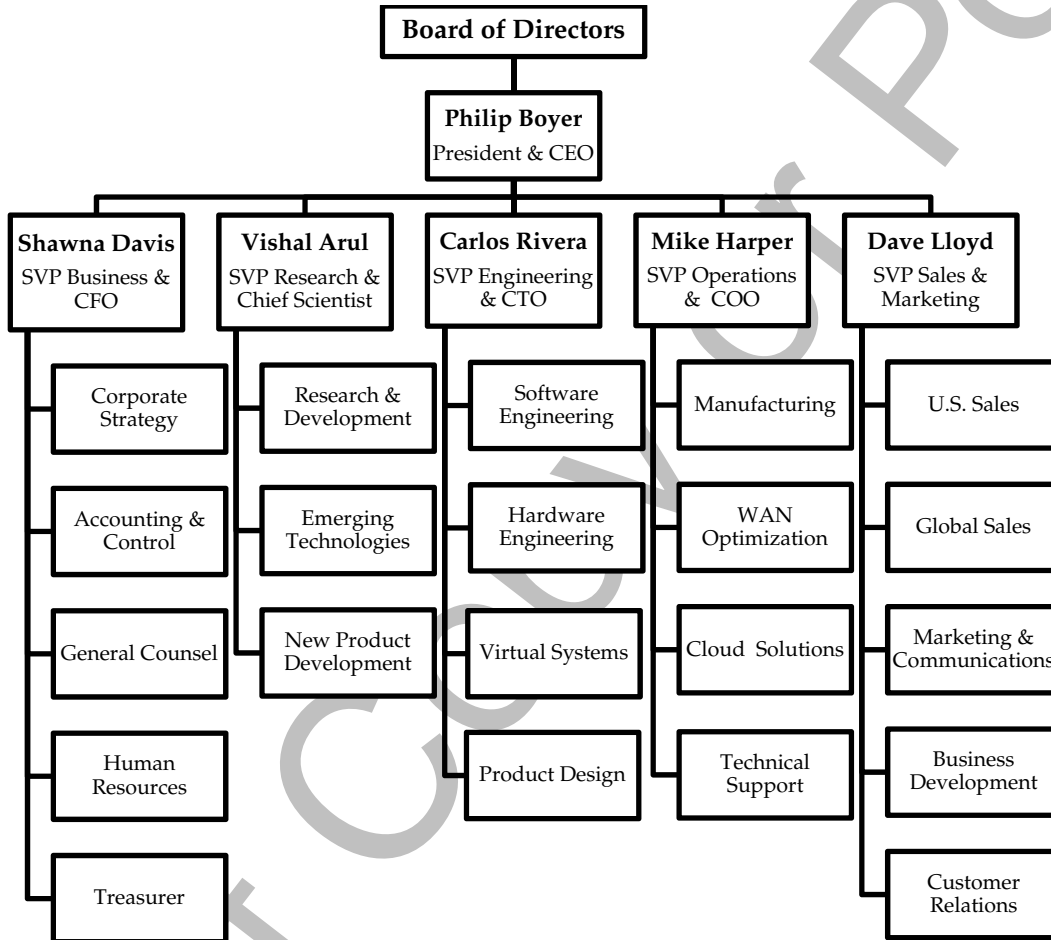 Board of Directors
Philip Boyer
President & CEO
Shawna Davis
SVP Business &
CFO
Vishal Arul
SVP Research &
Chief Scientist
Carlos Rivera
SVP Engineering
& CTO
Mike Harper
SVP Operations
& COO
Dave Lloyd
SVP Sales &
Marketing
Corporate
Strategy
Accounting &
Control
General Counsel
Human
Resources
Treasurer
Research &
Development
Emerging
Technologies
New Product
Development
Software
Engineering
Hardware
Engineering
Virtual Systems
Product Design
Manufacturing
WAN
Optimization
Cloud Solutions
Technical
Support
U.S. Sales
Global Sales
Marketing &
Communications
Business
Development
Customer
Relations